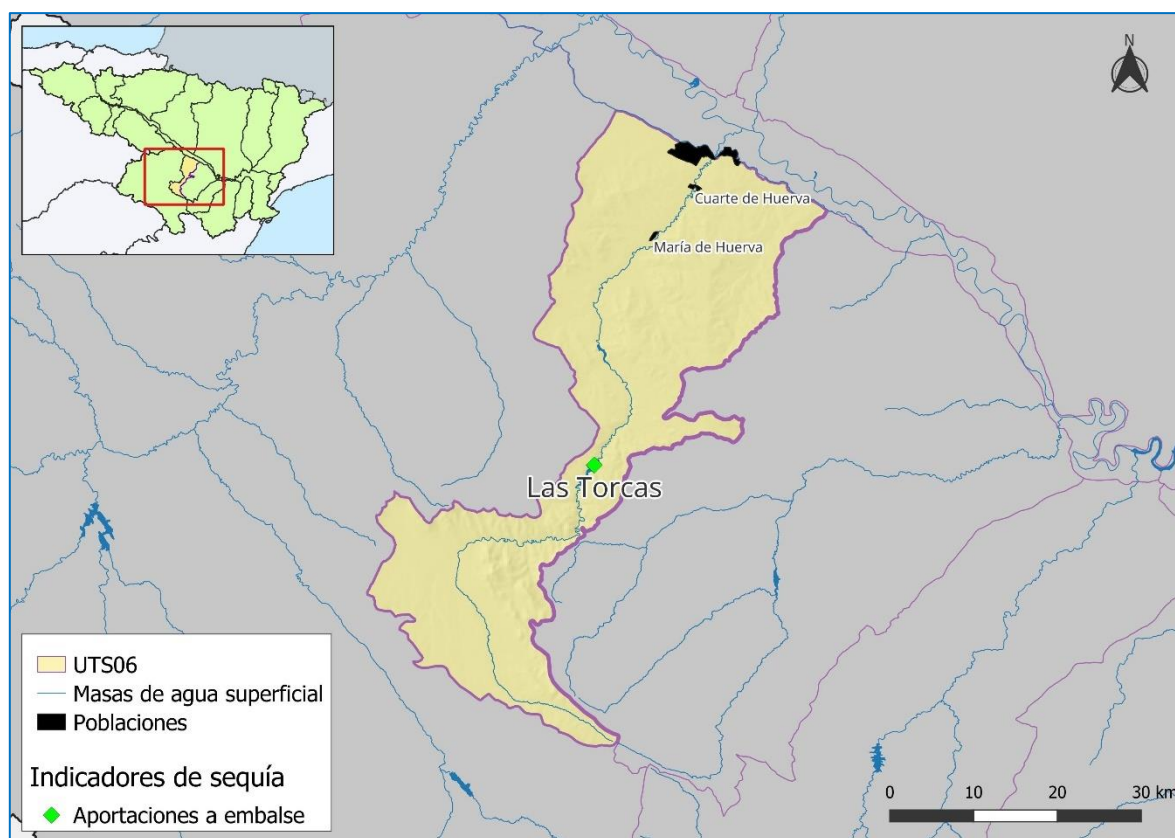 N
Cuarte de Huerva
María de Huerva
Las Torcas
UTS06
Masas de agua superficial
Poblaciones
Indicadores de sequía
Aportaciones a embalse
0 10 20 30 km